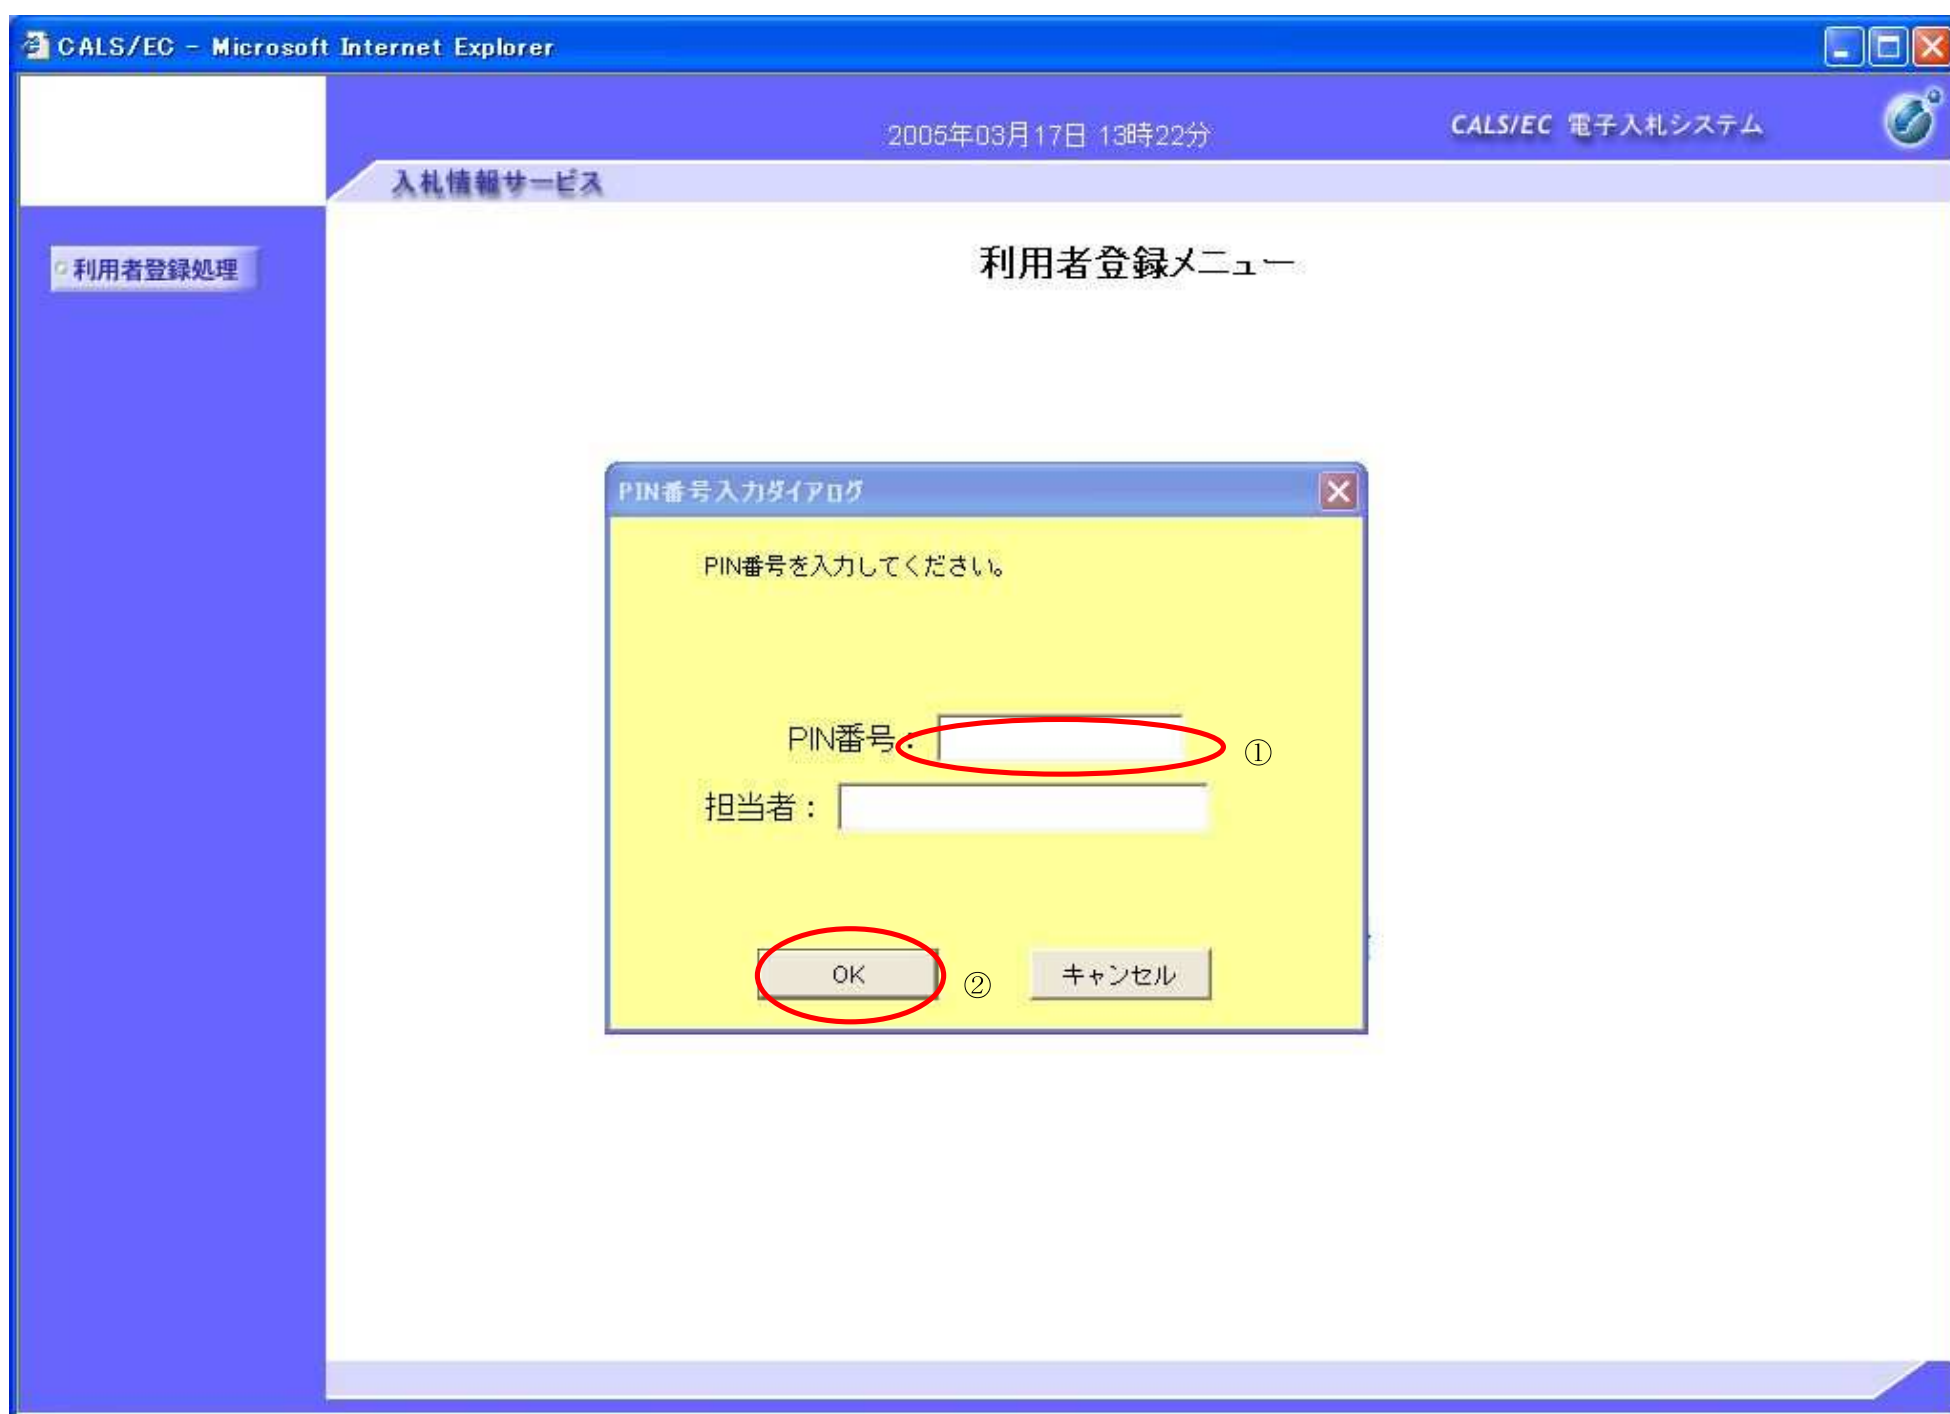 CALS/EC - Microsoft Internet Explorer
2005年03月17日 13時22分
CALS/EC 電子入札システム
入札情報サービス
利用者登録処理
利用者登録メニュー
PIN番号入力ダイアログ
PIN番号を入力してください。
PIN番号：
①
担当者：
OK
②
キャンセル